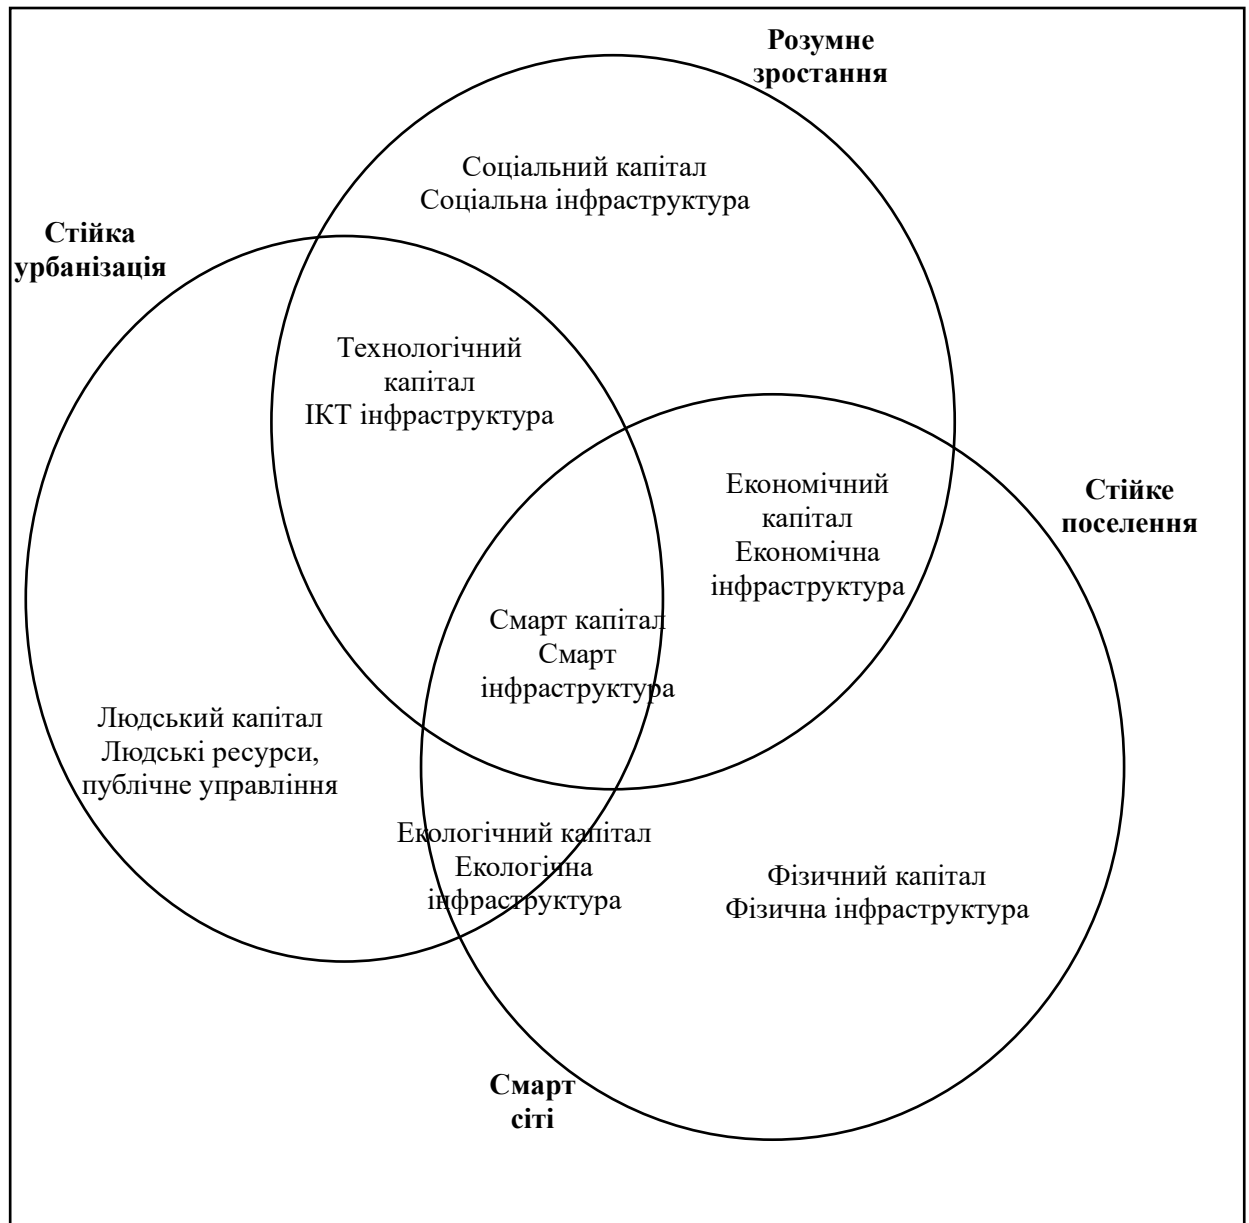 Розумне
зростання
Соціальний капітал
Соціальна інфраструктура
Стійка
урбанізація
Технологічний
капітал
ІКТ інфраструктура
Економічний
капітал
Економічна
інфраструктура
Стійке
поселення
Смарт капітал
Смарт
інфраструктура
Людський капітал
Людські ресурси,
публічне управління
Екологічний капітал
Екологічна
інфраструктура
Фізичний капітал
Фізична інфраструктура
Смарт
сіті